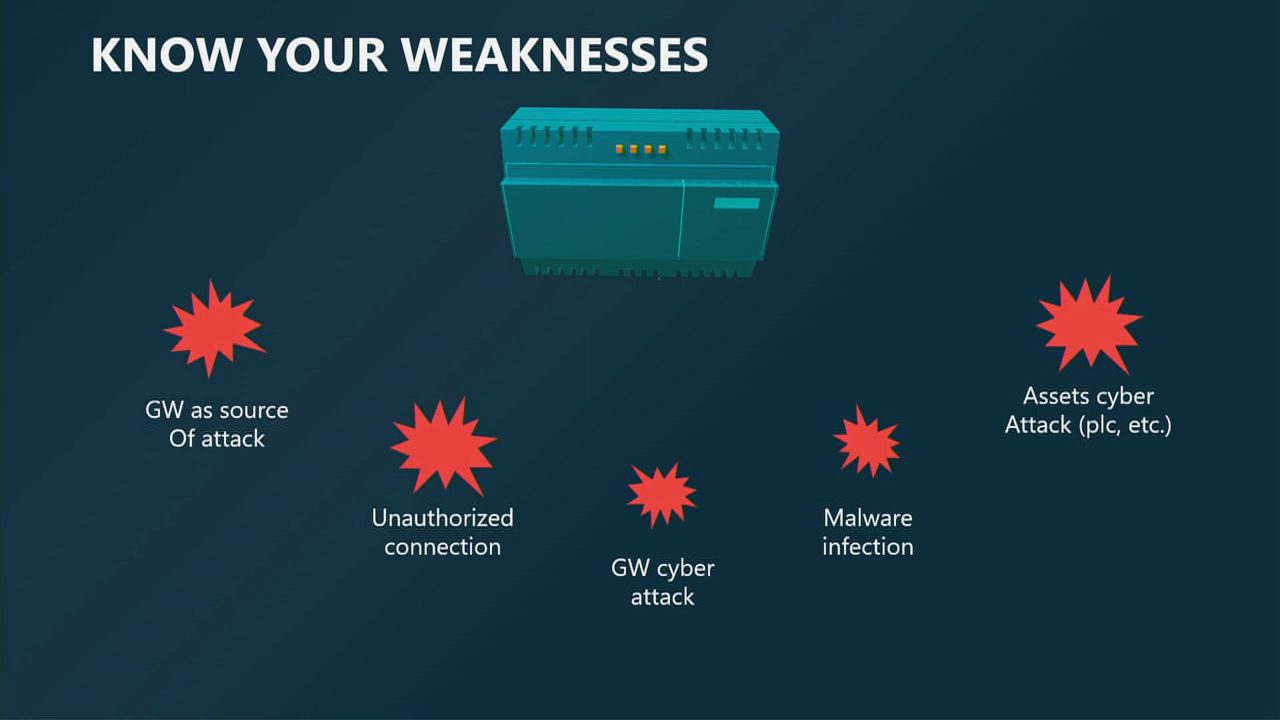 KNOW YOUR WEAKNESSES
GW as source
Of attack
Unauthorized
connection
GW cyber
attack
Malware
infection
Assets cyber
Attack (plc, etc.)